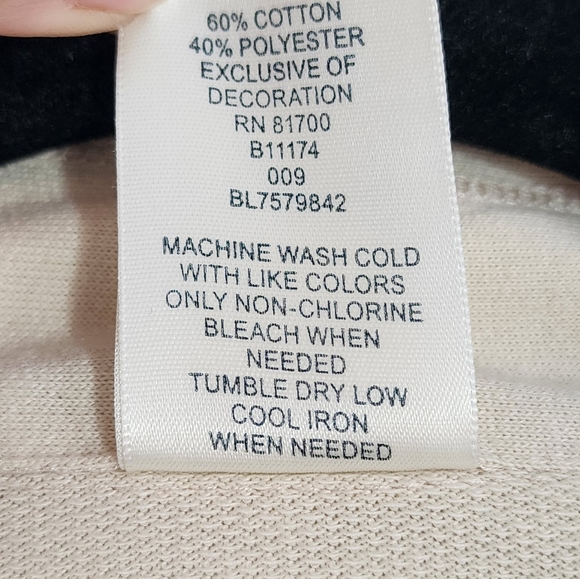 60% COTTON
40% POLYESTER
EXCLUSIVE OF
DECORATION
RN 81700
B11174
009
BL7579842
MACHINE WASH COLD
WITH LIKE COLORS
ONLY NON-CHLORINE
BLEACH WHEN
NEEDED
TUMBLE DRY LOW
COOL IRON
WHEN NEEDED